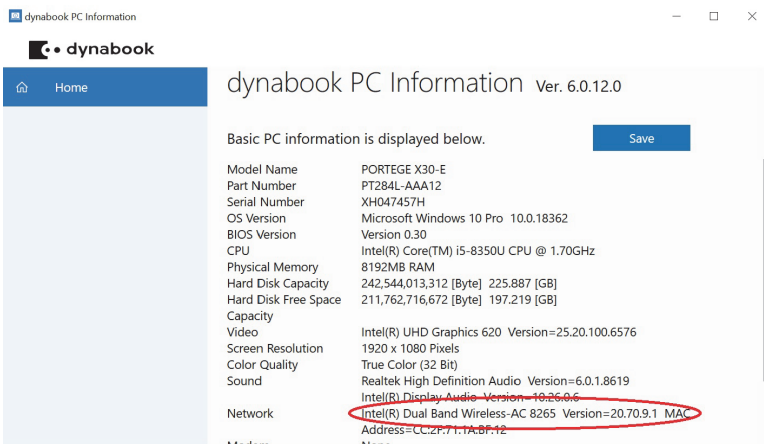 dynabook PC Information
dynabook
Home
dynabook PC Information Ver. 6.0.12.0
Basic PC information is displayed below.
Save
Model Name PORTEGE X30-E
Part Number PT284L-AAA12
Serial Number XH047457H
OS Version Microsoft Windows 10 Pro 10.0.18362
BIOS Version Version 0.30
CPU Intel(R) Core(TM) i5-8350U CPU @ 1.70GHz
Physical Memory 8192MB RAM
Hard Disk Capacity 242,544,013,312 [Byte] 225.887 [GB]
Hard Disk Free Space 211,762,716,672 [Byte] 197.219 [GB]
Capacity
Video Intel(R) UHD Graphics 620 Version=25.20.100.6576
Screen Resolution 1920 x 1080 Pixels
Color Quality True Color (32 Bit)
Sound Realtek High Definition Audio Version=6.0.1.8619
Intel(R) Display Audio Version=10.26.0.6
Network Intel(R) Dual Band Wireless-AC 8265 Version=20.70.9.1 MAC
Address=CC:2F:71:1A:BF:12
Modem None